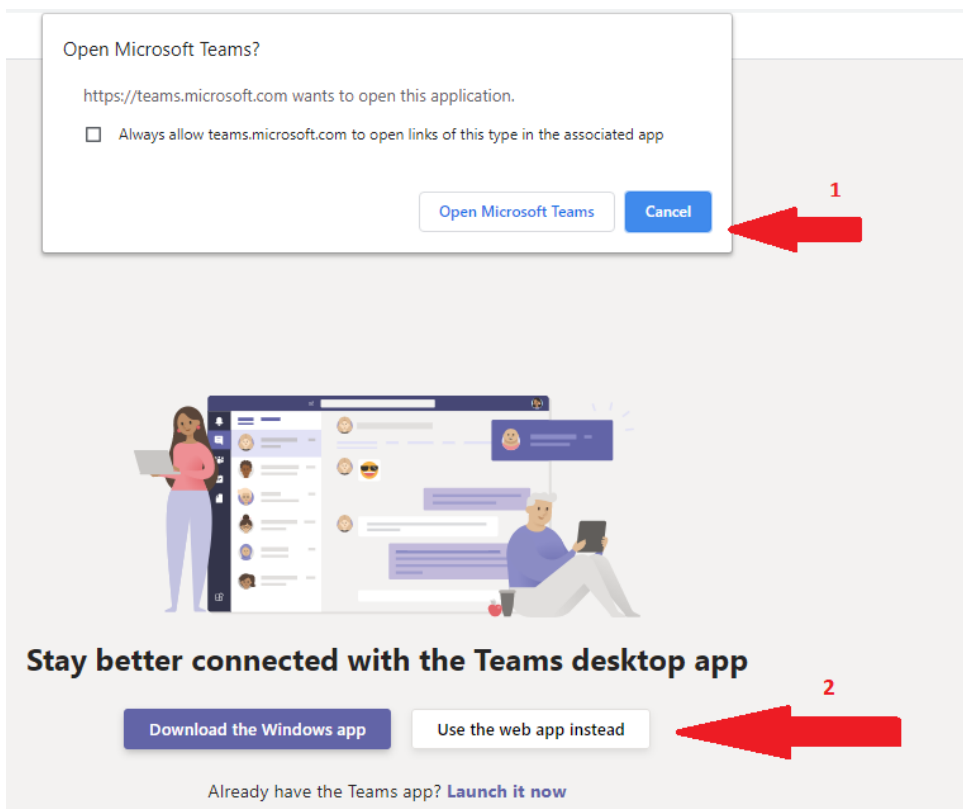 Open Microsoft Teams?
https://teams.microsoft.com wants to open this application.
Always allow teams.microsoft.com to open links of this type in the associated app
1
Open Microsoft Teams
Cancel
Stay better connected with the Teams desktop app
2
Download the Windows app
Use the web app instead
Already have the Teams app? Launch it now